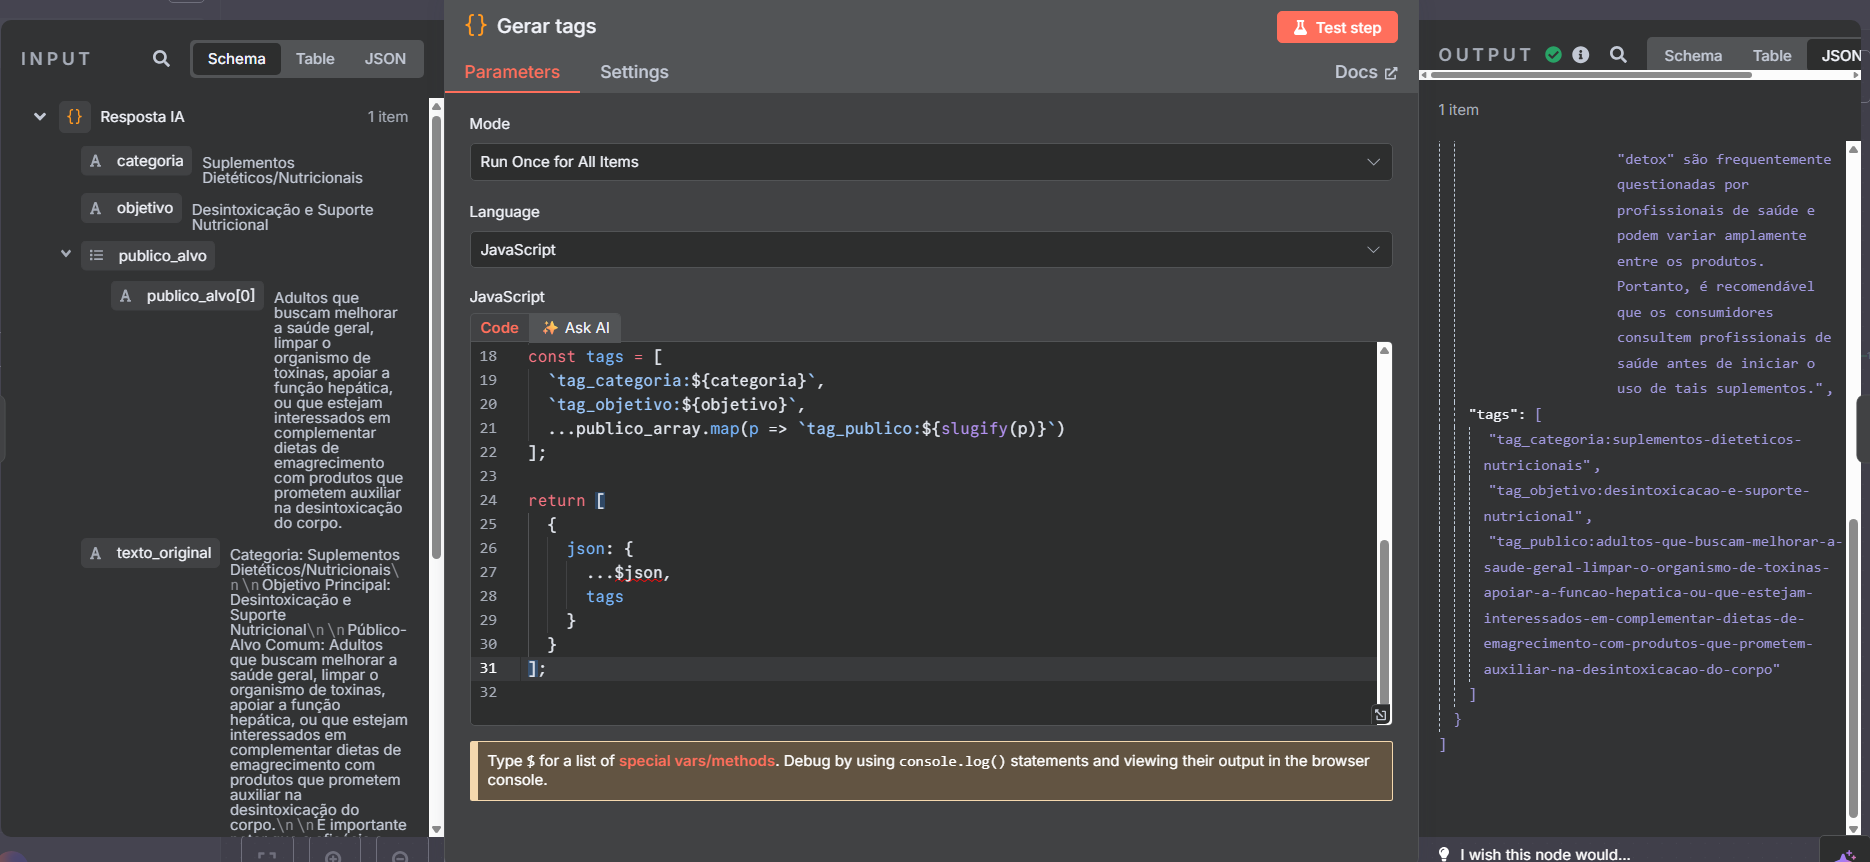 INPUT
Schema
Table
JSON
Resposta IA
1 item
categoria
Suplementos
Dietéticos/Nutricionais
objetivo
Desintoxicação e Suporte
Nutricional
publico_alvo
publico_alvo[0]
Adultos que
buscam melhorar
a saúde geral,
limpar o
organismo de
toxinas, apoiar a
função hepática,
ou que estejam
interessados em
complementar
dietas de
emagrecimento
com produtos que
prometem auxiliar
na desintoxicação
do corpo.
texto_original
Categoria: Suplementos
Dietéticos/Nutricionais\
n\nObjetivo Principal:
Desintoxicação e
Suporte
Nutricional\n\nPúblico-
Alvo Comum: Adultos
que buscam melhorar a
saúde geral, limpar o
organismo de toxinas,
apoiar a função
hepática, ou que estejam
interessados em
complementar dietas de
emagrecimento com
produtos que prometem
auxiliar na
desintoxicação do
corpo.\n\nÉ importante
{} Gerar tags
Test step
Parameters
Settings
Docs
Mode
Run Once for All Items
Language
JavaScript
JavaScript
Code
Ask AI
18 const tags = [
19 `tag_categoria:${categoria}`,
20 `tag_objetivo:${objetivo}`,
21 ...publico_array.map(p => `tag_publico:${slugify(p)}`)
22 ];
23
24 return [
25 {
26 json: {
27 ...$json,
28 tags
29 }
30 }
31 ];
32
Type $ for a list of special vars/methods. Debug by using console.log() statements and viewing their output in the browser
console.
OUTPUT
Schema
Table
JSON
1 item
"detox" são frequentemente
questionadas por
profissionais de saúde e
podem variar amplamente
entre os produtos.
Portanto, é recomendável
que os consumidores
consultem profissionais de
saúde antes de iniciar o
uso de tais suplementos.",
"tags": [
"tag_categoria:suplementos-dieteticos-
nutricionais",
"tag_objetivo:desintoxicacao-e-suporte-
nutricional",
"tag_publico:adultos-que-buscam-melhorar-a-
saude-geral-limpar-o-organismo-de-toxinas-
apoiar-a-funcao-hepatica-ou-que-estejam-
interessados-em-complementar-dietas-de-
emagrecimento-com-produtos-que-prometem-
auxiliar-na-desintoxicacao-do-corpo"
]
}
]
I wish this node would...